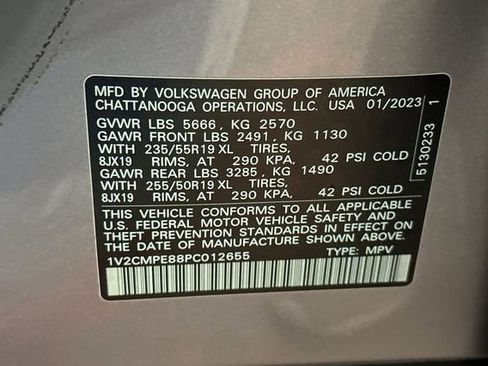 MFD BY VOLKSWAGEN GROUP OF AMERICA
CHATTANOOGA OPERATIONS, LLC. USA 01/2023
GVWR LBS 5666, KG 2570
GAWR FRONT LBS 2491, KG 1130
WITH 235/55R19 XL TIRES,
8JX19 RIMS, AT 290 KPA, 42 PSI COLD
GAWR REAR LBS 3285, KG 1490
WITH 255/50R19 XL TIRES,
8JX19 RIMS, AT 290 KPA, 42 PSI COLD
THIS VEHICLE CONFORMS TO ALL APPLICABLE
U.S. FEDERAL MOTOR VEHICLE SAFETY AND
THEFT PREVENTION STANDARDS IN EFFECT ON
THE DATE OF MANUFACTURE SHOWN ABOVE.
1V2CMPE88PC012655 TYPE: MPV
5130233 1